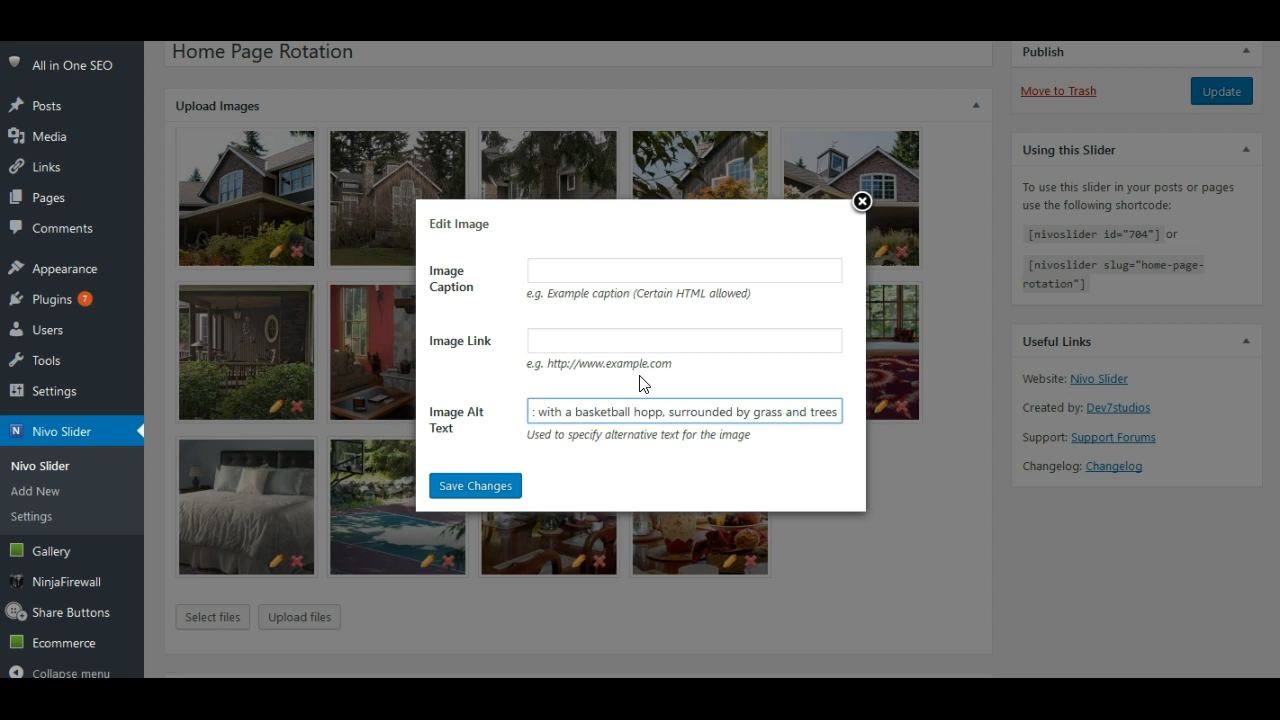 Home Page Rotation
All in One SEO
Posts
Media
Links
Pages
Comments
Appearance
Plugins 7
Users
Tools
Settings
N Nivo Slider
Nivo Slider
Add New
Settings
Gallery
NinjaFirewall
Share Buttons
Ecommerce
Collapse menu
Upload Images
Edit Image
Image Caption
e.g. Example caption (Certain HTML allowed)
Image Link
e.g. http://www.example.com
Image Alt Text
: with a basketball hopp, surrounded by grass and trees
Used to specify alternative text for the image
Save Changes
Select files
Upload files
Publish
Move to Trash
Update
Using this Slider
To use this slider in your posts or pages
use the following shortcode:
[nivoslider id="704"] or
[nivoslider slug="home-page-
rotation"]
Useful Links
Website: Nivo Slider
Created by: Dev7studios
Support: Support Forums
Changelog: Changelog